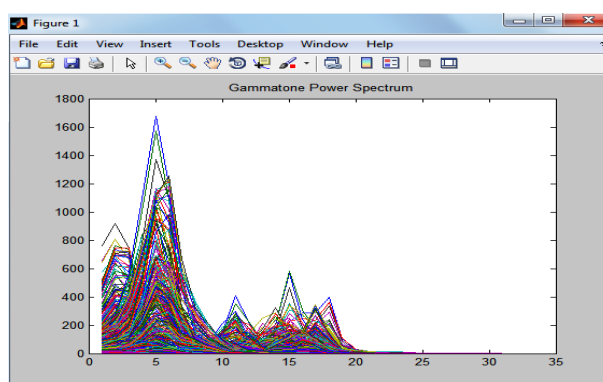 Figure 1
File Edit View Insert Tools Desktop Window Help
Gammatone Power Spectrum
1800
1600
1400
1200
1000
800
600
400
200
0
0 5 10 15 20 25 30 35